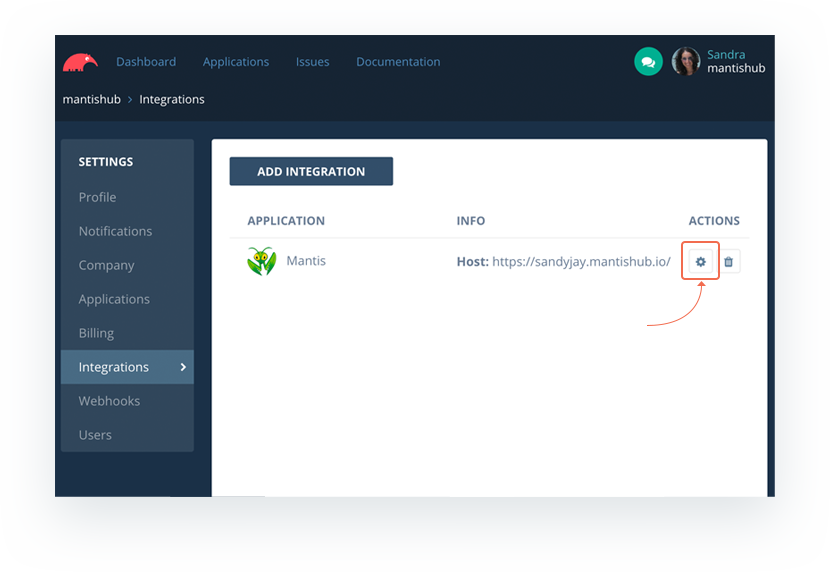 Dashboard Applications Issues Documentation
Sandra
mantishub
mantishub > Integrations
SETTINGS
Profile
Notifications
Company
Applications
Billing
Integrations
Webhooks
Users
ADD INTEGRATION
APPLICATION INFO ACTIONS
Mantis Host: https://sandyjay.mantishub.io/